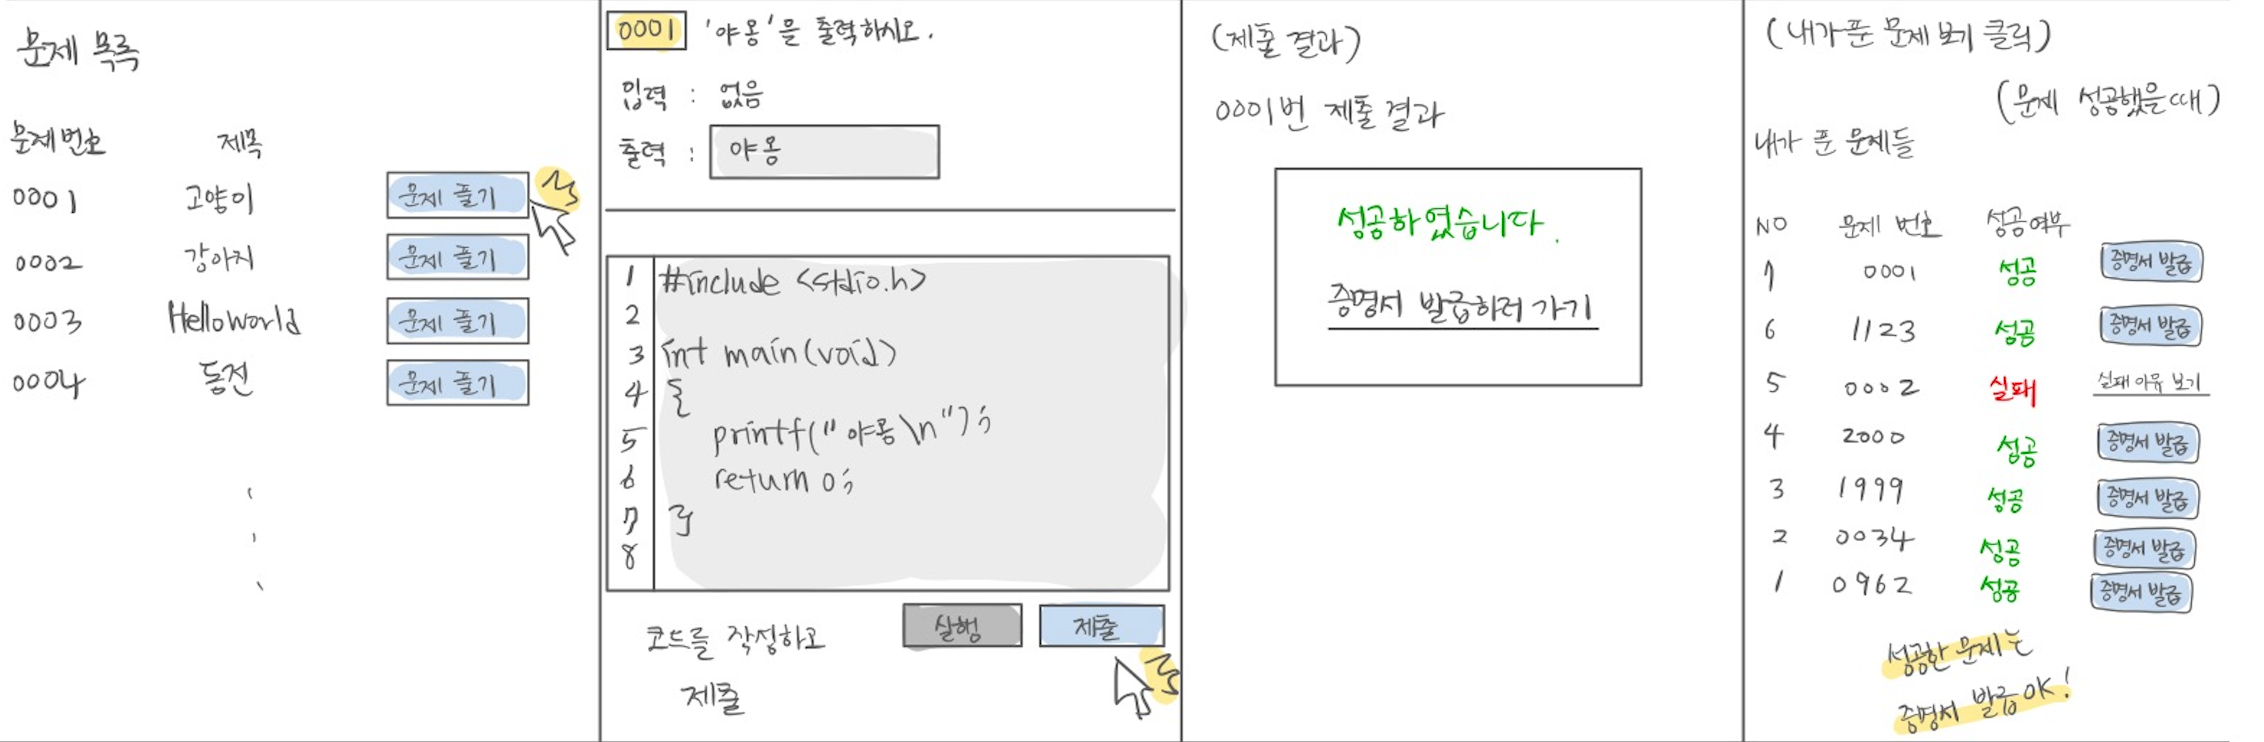 문제 목록
문제번호 제목
0001 고양이 문제 풀기
0002 강아지 문제 풀기
0003 HelloWorld 문제 풀기
0004 동전 문제 풀기
0001 '야옹'을 출력하시오.
입력 : 없음
출력 : 야옹
1 #include <stdio.h>
2
3 int main(void)
4 {
5 printf("야옹\n");
6 return 0;
7 }
8
실행 제출
코드를 작성하고
제출
(제출 결과)
0001번 제출 결과
성공하였습니다.
증명서 발급하러 가기
(내가 푼 문제 보기 클릭)
(문제 성공했을때)
내가 푼 문제들
NO 문제 번호 성공여부
7 0001 성공 증명서 발급
6 1123 성공 증명서 발급
5 0002 실패 실패 이유 보기
4 2000 성공 증명서 발급
3 1999 성공 증명서 발급
2 0034 성공 증명서 발급
1 0962 성공 증명서 발급
성공한 문제는
증명서 발급 OK!